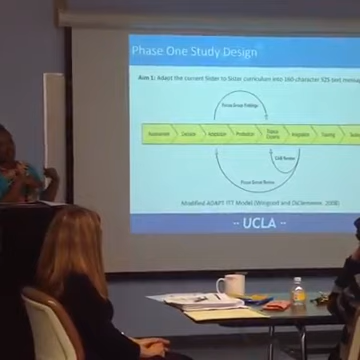 Phase One Study Design
Aim 1: Adapt the current Sister to Sister curriculum into 160-character SZS text messag
Focus Group Findings
Assessment Decision Adaptation Production Topical Experts Integration Training
CAB Review
Focus Group Review
Modified ADAPT ITT Model (Wingood and DiClemente, 2008)
-- UCLA --